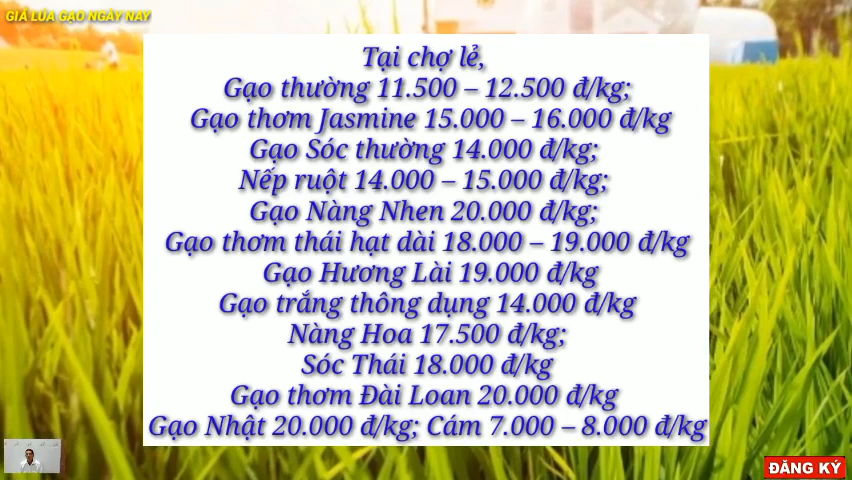 GIÁ LÚA GẠO NGÀY NAY
Tại chợ lẻ,
Gạo thường 11.500 – 12.500 đ/kg;
Gạo thơm Jasmine 15.000 – 16.000 đ/kg
Gạo Sóc thường 14.000 đ/kg;
Nếp ruột 14.000 – 15.000 đ/kg;
Gạo Nàng Nhen 20.000 đ/kg;
Gạo thơm thái hạt dài 18.000 – 19.000 đ/kg
Gạo Hương Lài 19.000 đ/kg
Gạo trắng thông dụng 14.000 đ/kg
Nàng Hoa 17.500 đ/kg;
Sóc Thái 18.000 đ/kg
Gạo thơm Đài Loan 20.000 đ/kg
Gạo Nhật 20.000 đ/kg; Cám 7.000 – 8.000 đ/kg
ĐĂNG KÝ